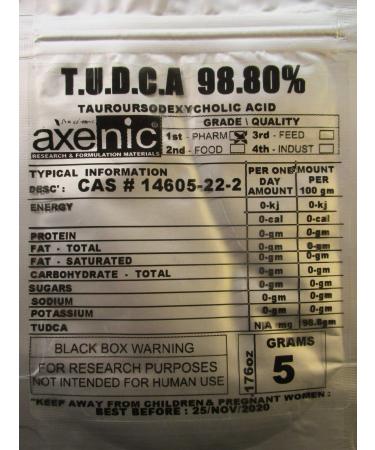 T.U.D.C.A 98.80%
TAUROURSODEXYCHOLIC ACID
axenic®
RESEARCH & FORMULATION MATERIALS
GRADE \ QUALITY
1st - PHARM 3rd - FEED
2nd - FOOD 4th - INDUST
TYPICAL INFORMATION
DESC': CAS # 14605-22-2
PER ONE DAY AMOUNT
MOUNT PER 100 gm
ENERGY 0-kj 0-kj
0-cal 0-cal
PROTEIN 0-gm 0-gm
FAT - TOTAL 0-gm 0-gm
FAT - SATURATED 0-gm 0-gm
CARBOHYDRATE - TOTAL 0-gm 0-gm
SUGARS 0-gm 0-gm
SODIUM 0-gm 0-gm
POTASSIUM 0-gm 0-gm
TUDCA N\A mg 98.8gm
BLACK BOX WARNING
FOR RESEARCH PURPOSES
NOT INTENDED FOR HUMAN USE
176oz
GRAMS
5
"KEEP AWAY FROM CHILDREN & PREGNANT WOMEN :
BEST BEFORE : 25/NOV/2020